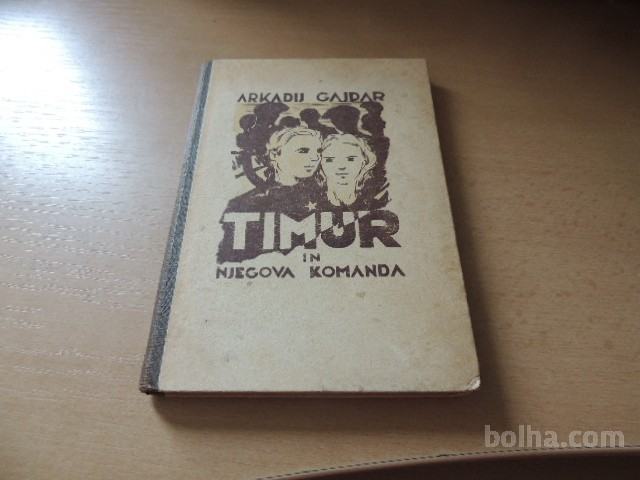 ARKADIJ GAJDAR
TIMUR
IN
NJEGOVA KOMANDA
bolha.com